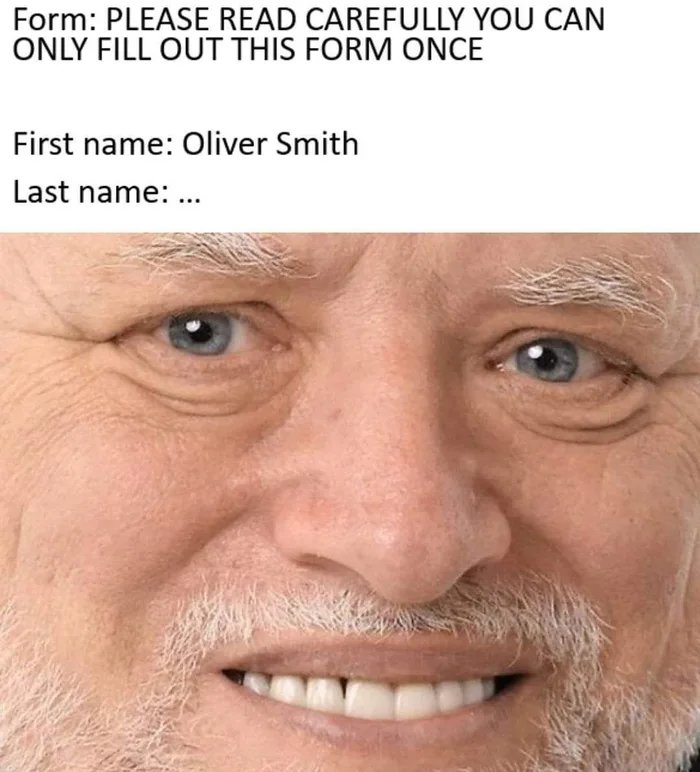 Form: PLEASE READ CAREFULLY YOU CAN
ONLY FILL OUT THIS FORM ONCE
First name: Oliver Smith
Last name: ...